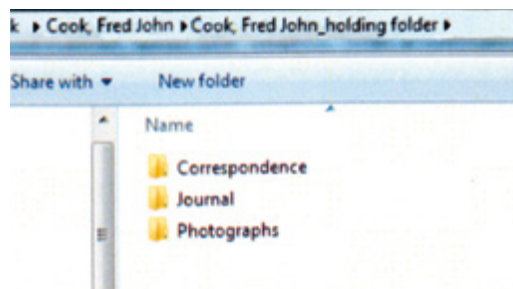 k ▸ Cook, Fred John ▸ Cook, Fred John_holding folder ▸
Share with ▾ New folder
Name
Correspondence
Journal
Photographs